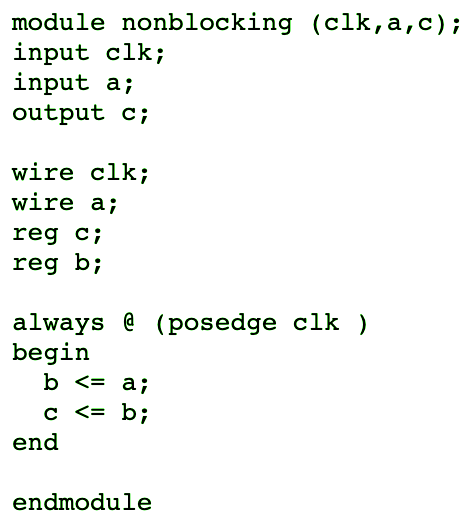 module nonblocking (clk,a,c);
input clk;
input a;
output c;

wire clk;
wire a;
reg c;
reg b;

always @ (posedge clk )
begin
  b <= a;
  c <= b;
end

endmodule